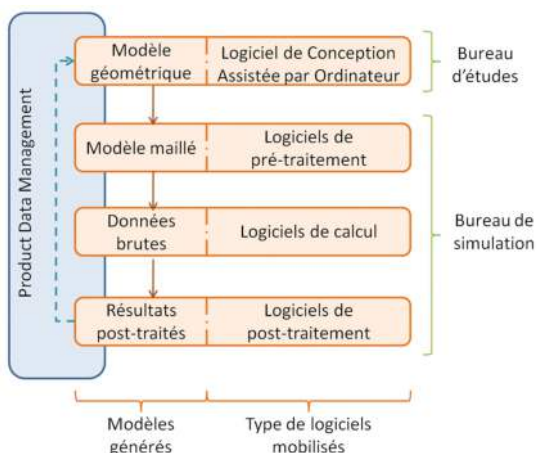 Product Data Management
Modèle
géométrique
Logiciel de Conception
Assistée par Ordinateur
Bureau
d'études
Modèle maillé
Logiciels de
pré-traitement
Données
brutes
Logiciels de calcul
Bureau de
simulation
Résultats
post-traités
Logiciels de
post-traitement
Modèles
générés
Type de logiciels
mobilisés